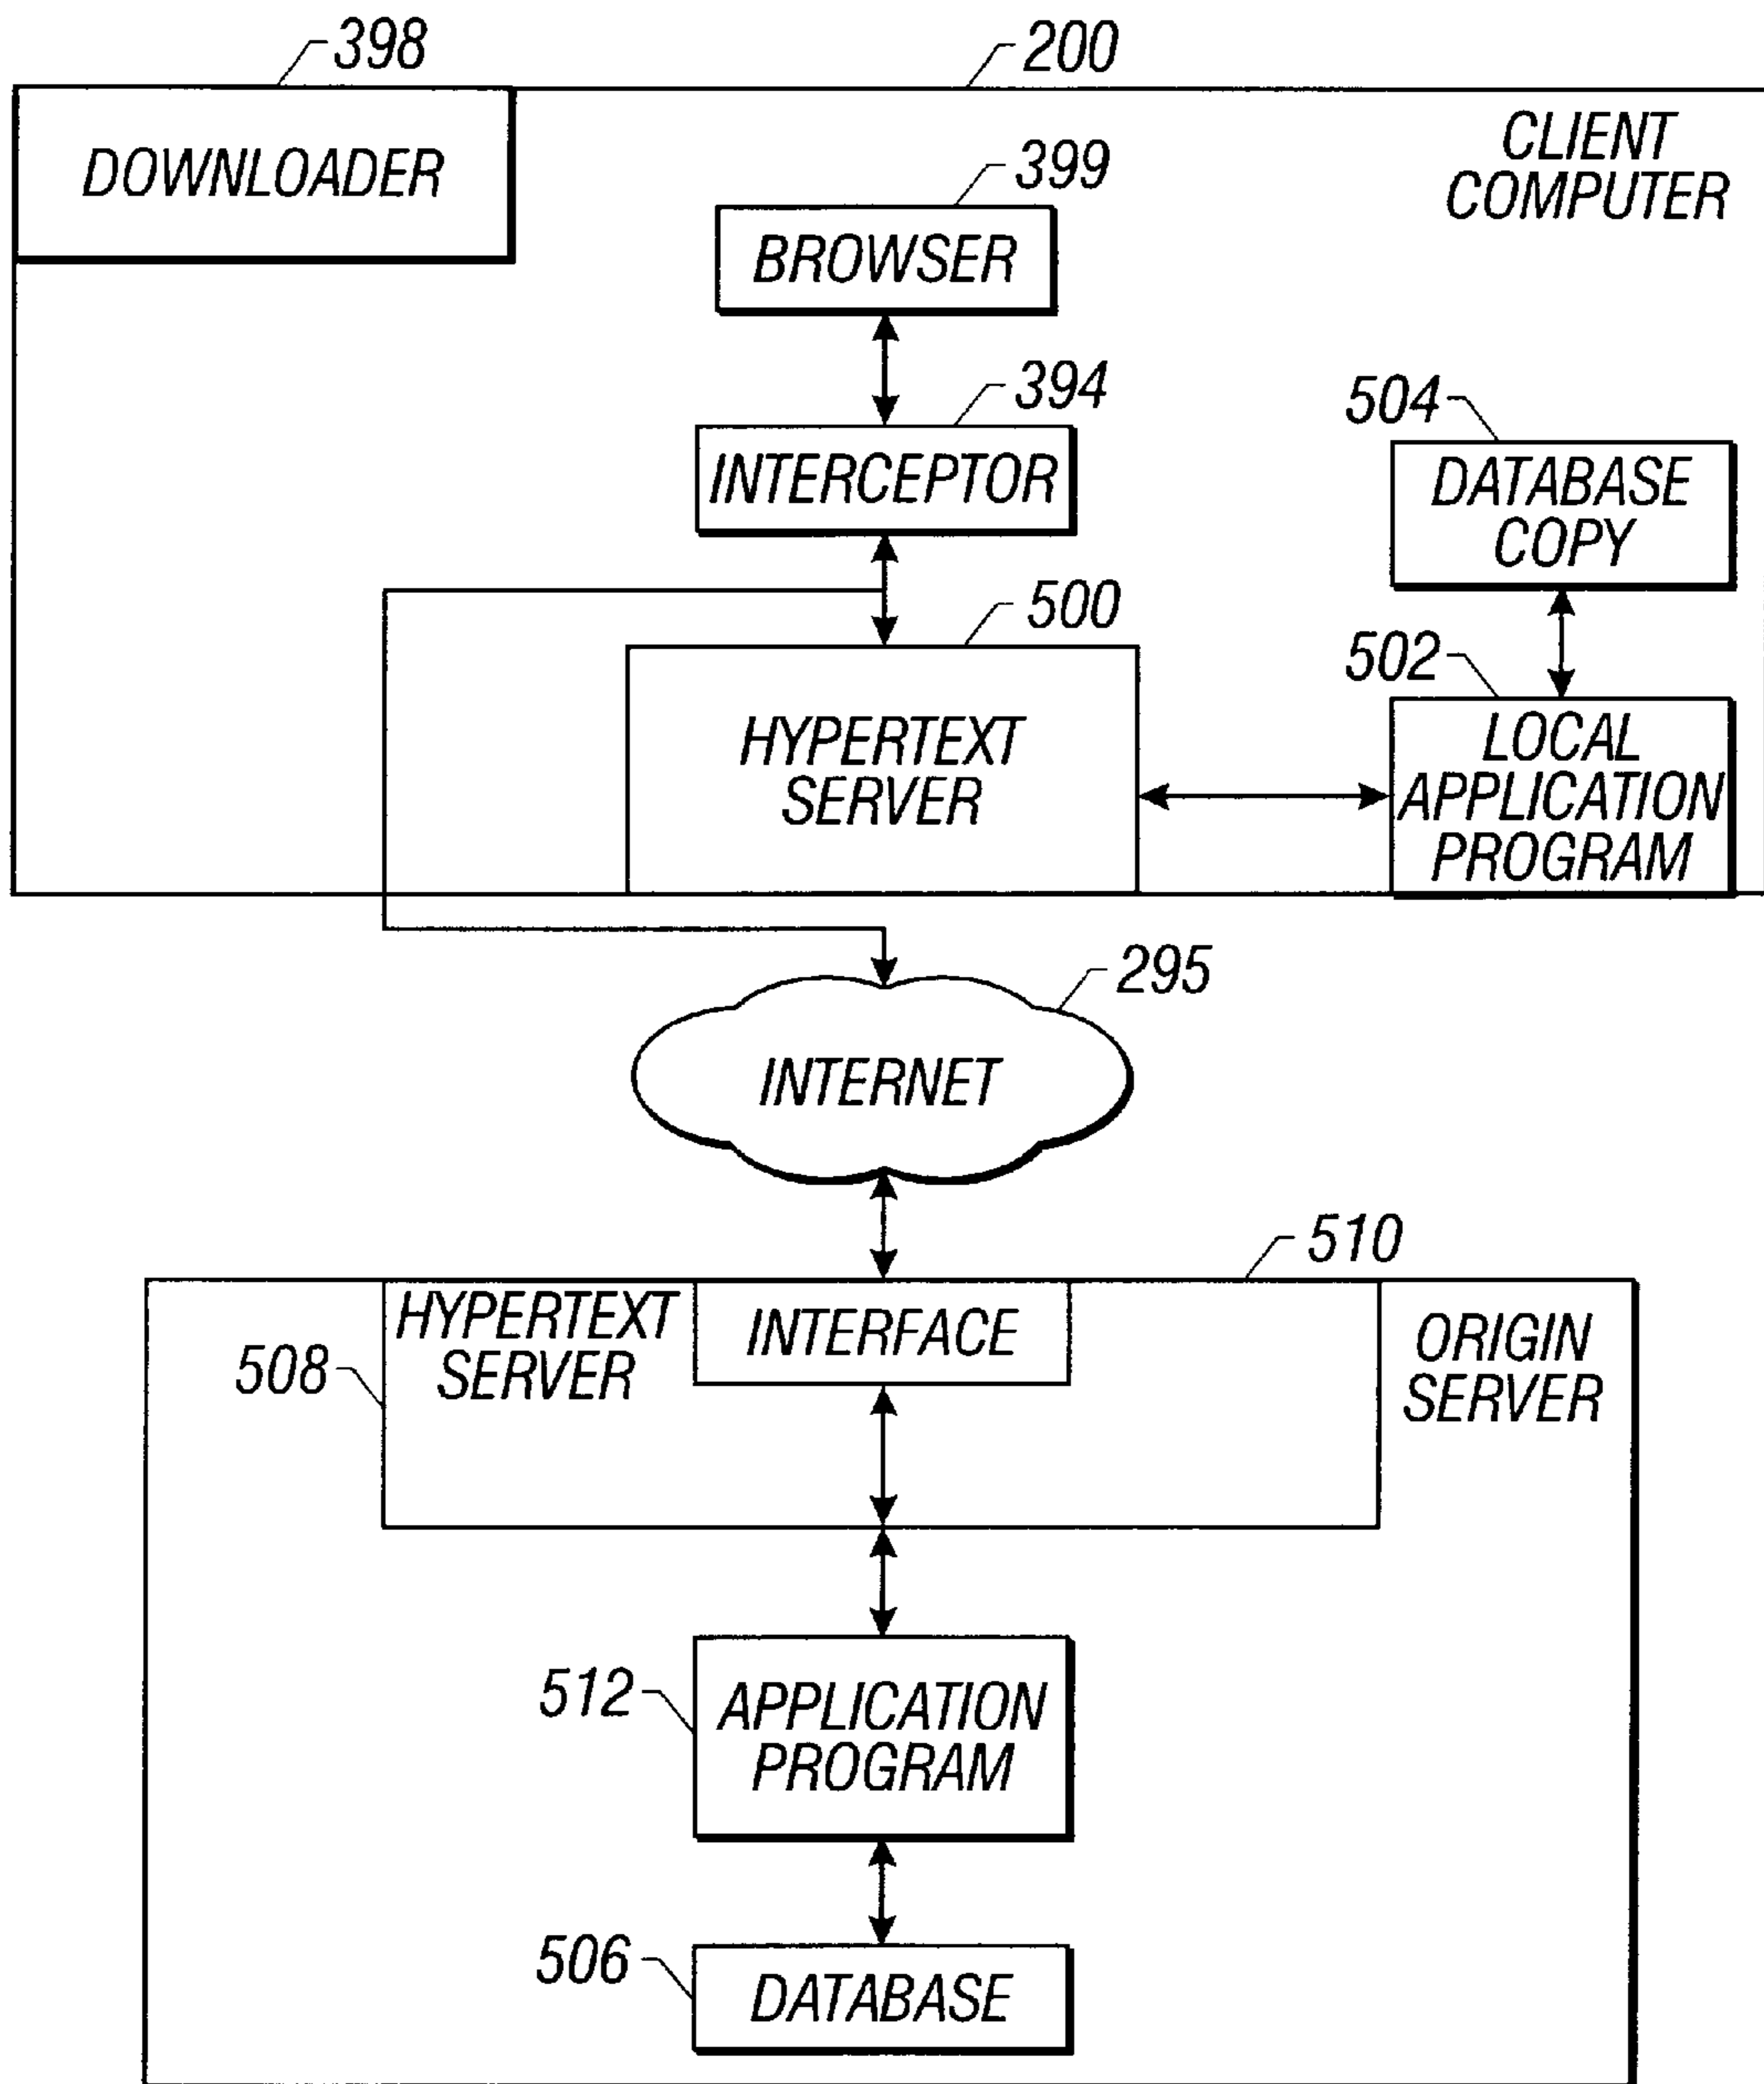 398
200
DOWNLOADER
CLIENT
COMPUTER
399
BROWSER
394
INTERCEPTOR
504
DATABASE
COPY
500
HYPERTEXT
SERVER
502
LOCAL
APPLICATION
PROGRAM
295
INTERNET
510
HYPERTEXT
SERVER
INTERFACE
ORIGIN
SERVER
508
512
APPLICATION
PROGRAM
506
DATABASE